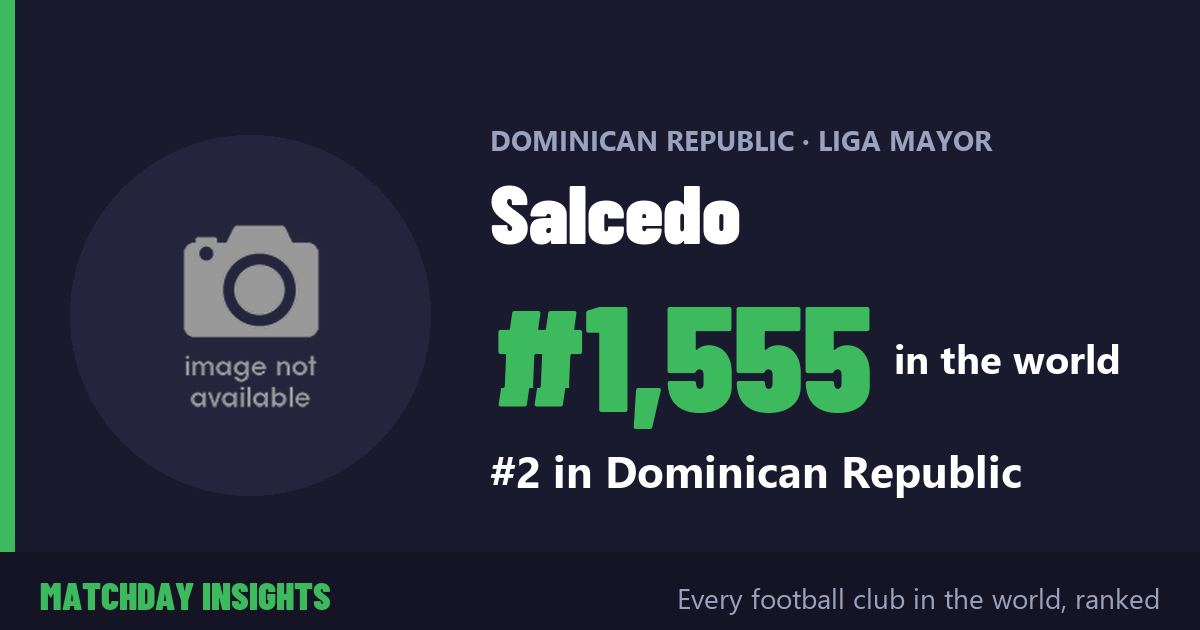 DOMINICAN REPUBLIC · LIGA MAYOR
Salcedo
#1,555 in the world
#2 in Dominican Republic
image not
available
MATCHDAY INSIGHTS
Every football club in the world, ranked